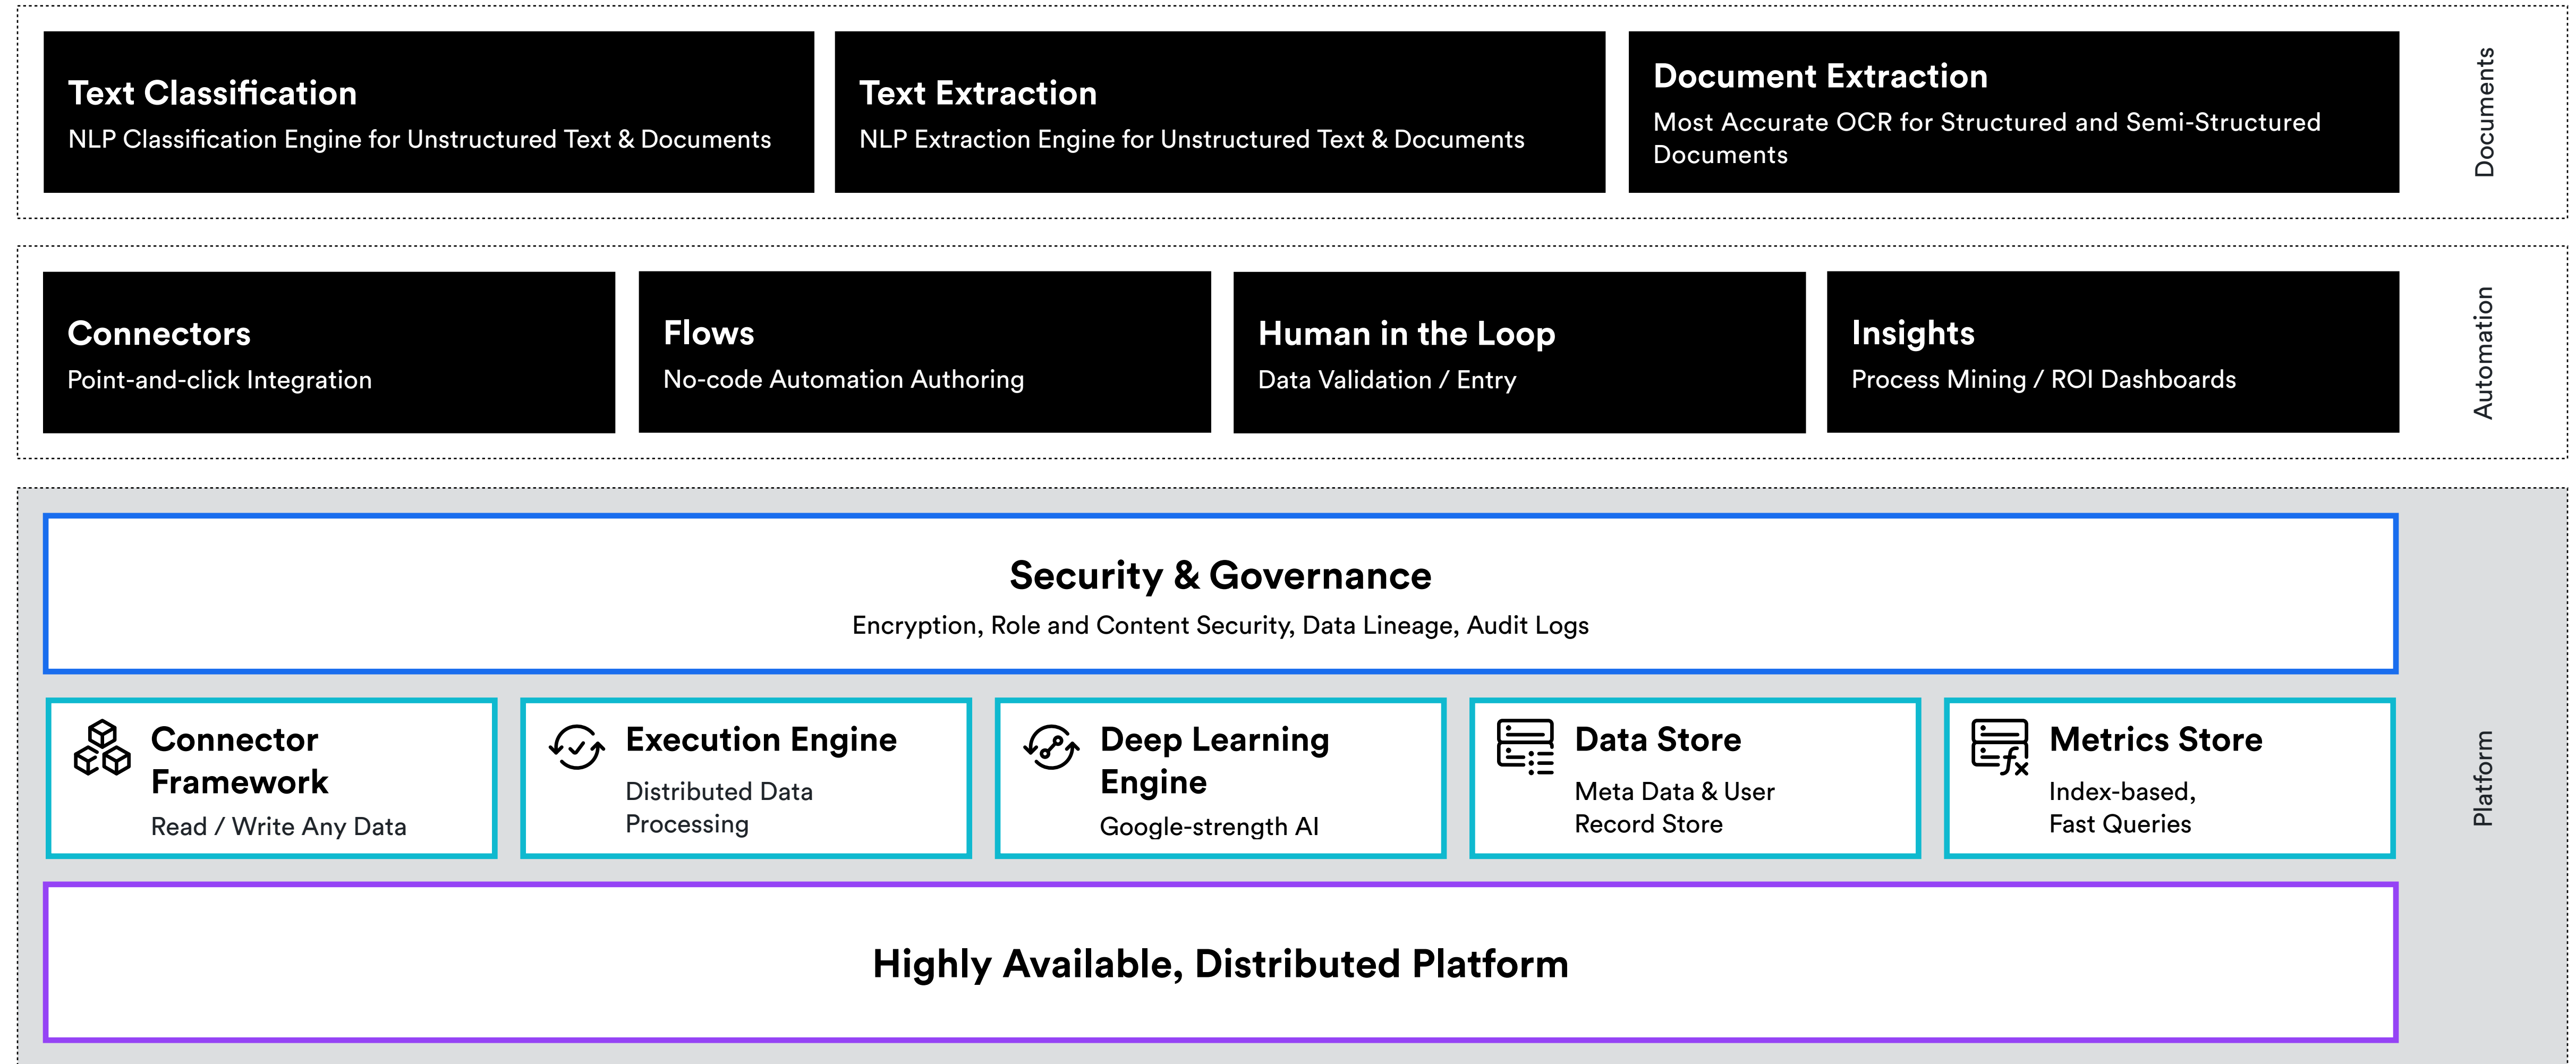 Text Classification
NLP Classification Engine for Unstructured Text & Documents
Text Extraction
NLP Extraction Engine for Unstructured Text & Documents
Document Extraction
Most Accurate OCR for Structured and Semi-Structured
Documents
Documents
Connectors
Point-and-click Integration
Flows
No-code Automation Authoring
Human in the Loop
Data Validation / Entry
Insights
Process Mining / ROI Dashboards
Automation
Security & Governance
Encryption, Role and Content Security, Data Lineage, Audit Logs
Connector
Framework
Read / Write Any Data
Execution Engine
Distributed Data
Processing
Deep Learning
Engine
Google-strength AI
Data Store
Meta Data & User
Record Store
Metrics Store
Index-based,
Fast Queries
Platform
Highly Available, Distributed Platform